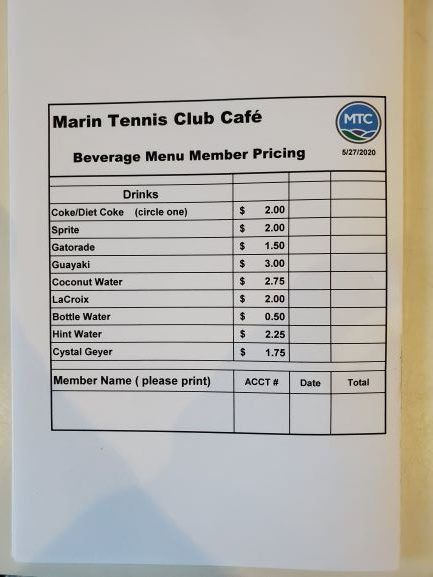 Marin Tennis Club Café
MTC
Beverage Menu Member Pricing
5/27/2020
Drinks
Coke/Diet Coke (circle one) $ 2.00
Sprite $ 2.00
Gatorade $ 1.50
Guayaki $ 3.00
Coconut Water $ 2.75
LaCroix $ 2.00
Bottle Water $ 0.50
Hint Water $ 2.25
Cystal Geyer $ 1.75
Member Name ( please print) ACCT # Date Total